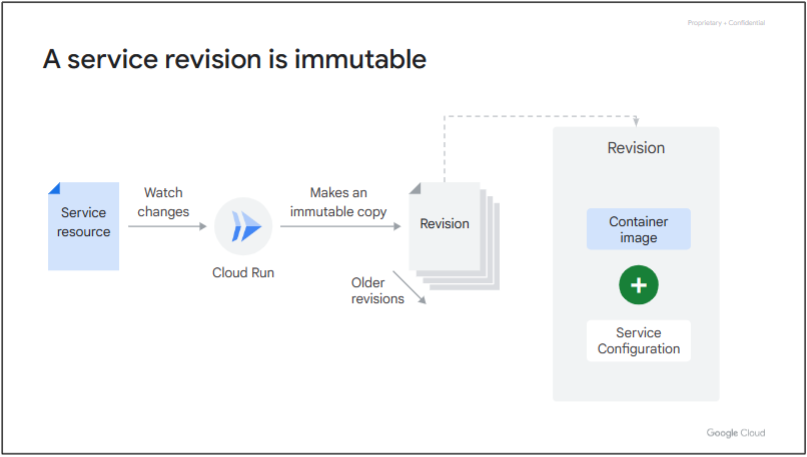 Proprietary + Confidential
A service revision is immutable
Service
resource
Watch
changes
Cloud Run
Makes an
immutable copy
Revision
Older
revisions
Revision
Container
image
Service
Configuration
Google Cloud